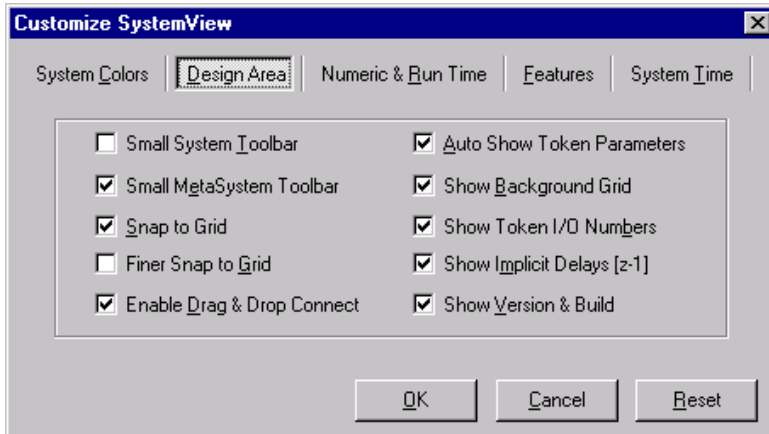 Customize SystemView
System Colors Design Area Numeric & Run Time Features System Time
Small System Toolbar Auto Show Token Parameters
Small MetaSystem Toolbar Show Background Grid
Snap to Grid Show Token I/O Numbers
Finer Snap to Grid Show Implicit Delays [z-1]
Enable Drag & Drop Connect Show Version & Build
OK Cancel Reset